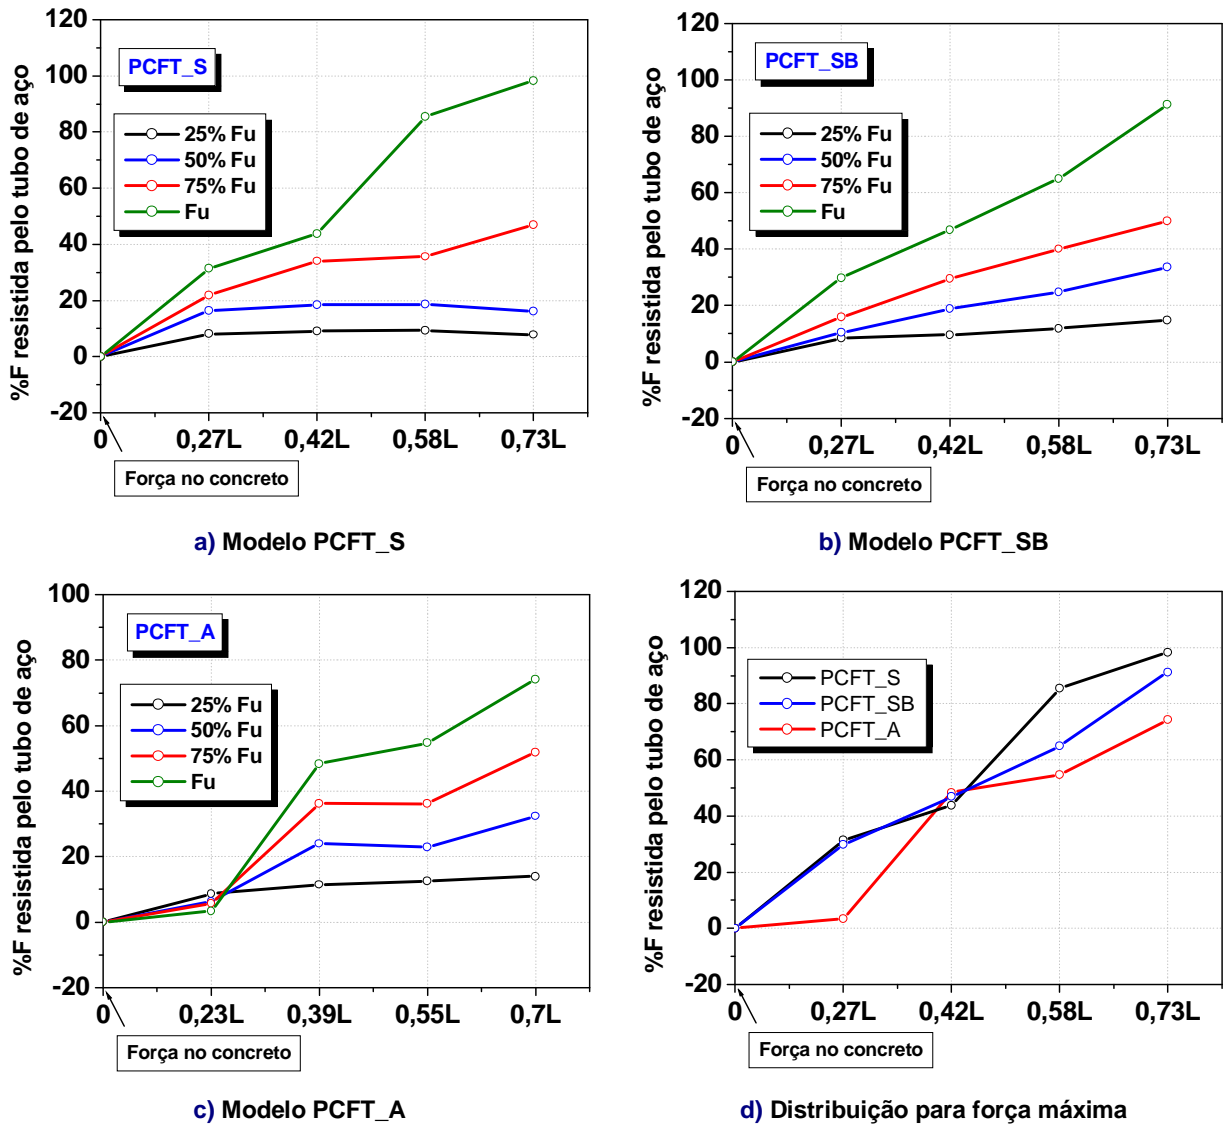 %F resistida pelo tubo de aço
120
100
80
60
40
20
0
-20
PCFT_S
25% Fu
50% Fu
75% Fu
Fu
0 0,27L 0,42L 0,58L 0,73L
Força no concreto
a) Modelo PCFT_S
%F resistida pelo tubo de aço
120
100
80
60
40
20
0
-20
PCFT_SB
25% Fu
50% Fu
75% Fu
Fu
0 0,27L 0,42L 0,58L 0,73L
Força no concreto
b) Modelo PCFT_SB
%F resistida pelo tubo de aço
100
80
60
40
20
0
-20
PCFT_A
25% Fu
50% Fu
75% Fu
Fu
0 0,23L 0,39L 0,55L 0,7L
Força no concreto
c) Modelo PCFT_A
%F resistida pelo tubo de aço
120
100
80
60
40
20
0
-20
PCFT_S
PCFT_SB
PCFT_A
0 0,27L 0,42L 0,58L 0,73L
Força no concreto
d) Distribuição para força máxima